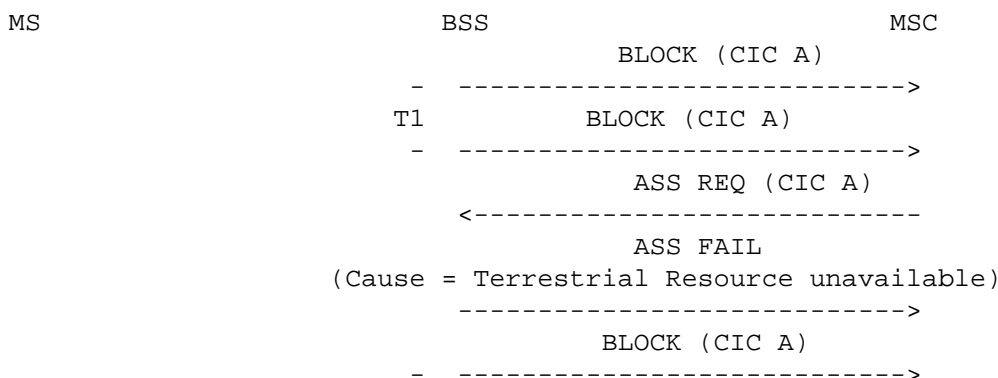 MS BSS MSC
BLOCK (CIC A)
- ---------------------------->
T1 BLOCK (CIC A)
- ---------------------------->
ASS REQ (CIC A)
<----------------------------
ASS FAIL
(Cause = Terrestrial Resource unavailable)
---------------------------->
BLOCK (CIC A)
- ---------------------------->